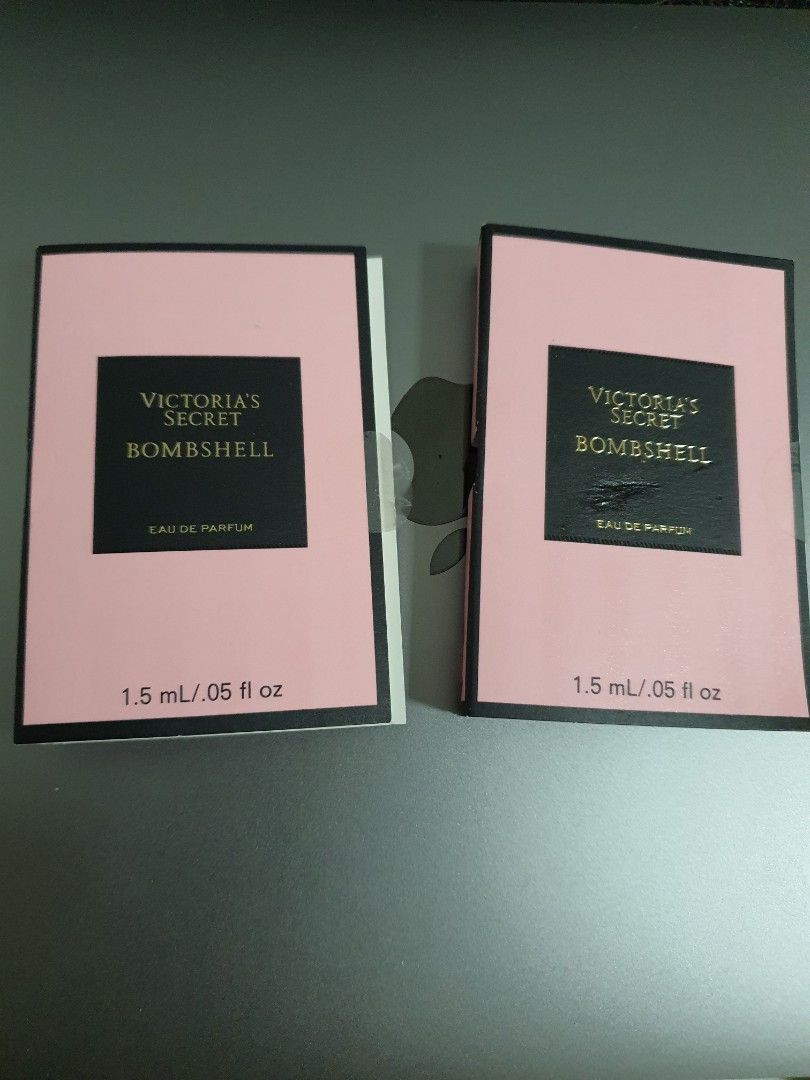 VICTORIA'S
SECRET
BOMBSHELL
EAU DE PARFUM
1.5 mL/.05 fl oz
VICTORIA'S
SECRET
BOMBSHELL
EAU DE PARFUM
1.5 mL/.05 fl oz